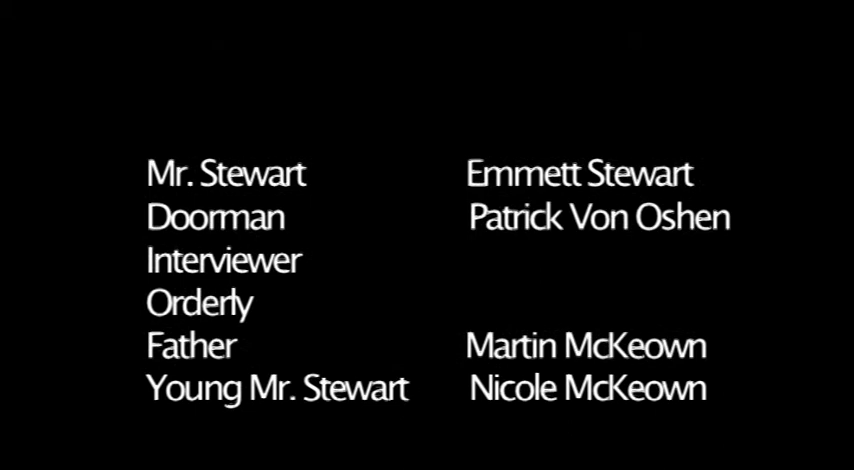 Mr. Stewart Emmett Stewart
Doorman Patrick Von Oshen
Interviewer
Orderly
Father Martin McKeown
Young Mr. Stewart Nicole McKeown